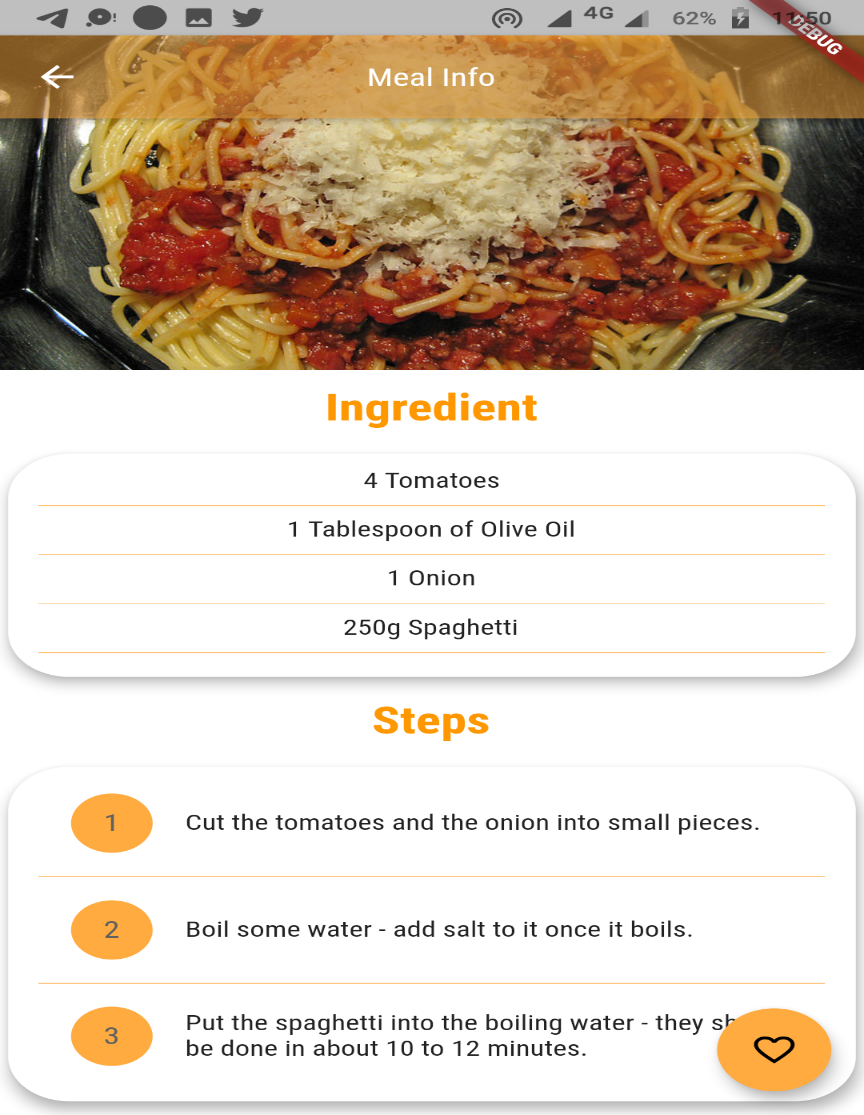 4G 62% 11:50
DEBUG
Meal Info
Ingredient
4 Tomatoes
1 Tablespoon of Olive Oil
1 Onion
250g Spaghetti
Steps
1 Cut the tomatoes and the onion into small pieces.
2 Boil some water - add salt to it once it boils.
3 Put the spaghetti into the boiling water - they
be done in about 10 to 12 minutes.